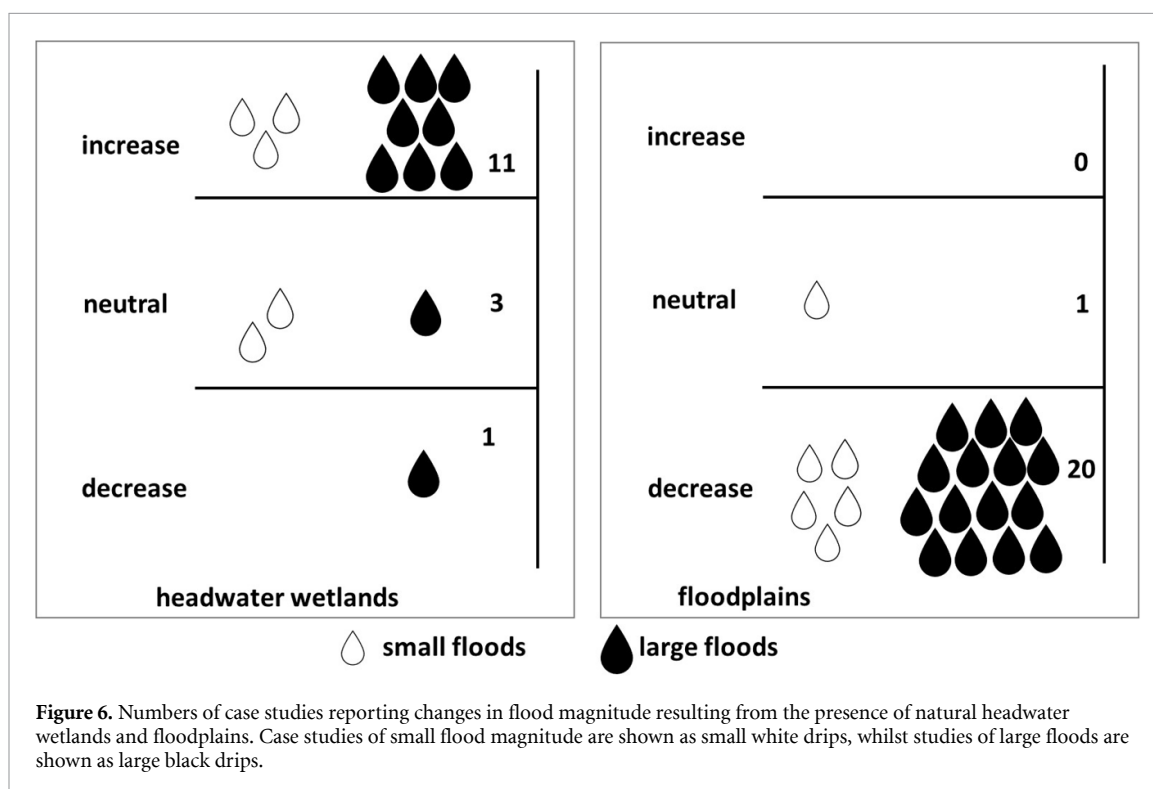 increase
11
neutral
3
1
decrease
headwater wetlands
increase
0
neutral
1
decrease
20
floodplains
small floods
large floods
Figure 6. Numbers of case studies reporting changes in flood magnitude resulting from the presence of natural headwater
wetlands and floodplains. Case studies of small flood magnitude are shown as small white drips, whilst studies of large floods are
shown as large black drips.